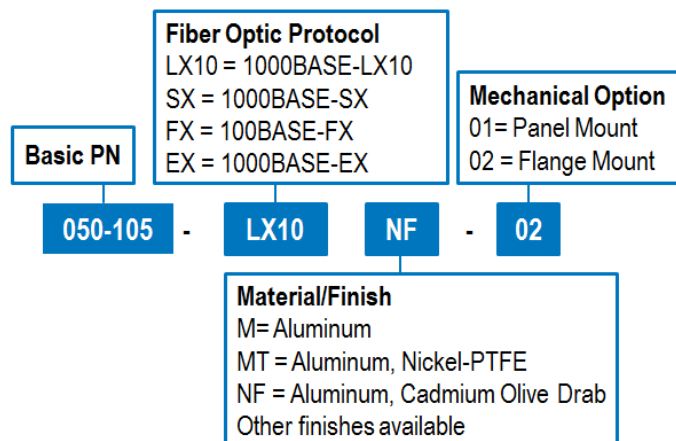 Fiber Optic Protocol
LX10 = 1000BASE-LX10
SX = 1000BASE-SX
FX = 100BASE-FX
EX = 1000BASE-EX
Mechanical Option
01= Panel Mount
02 = Flange Mount
Basic PN
050-105 - LX10 NF - 02
Material/Finish
M= Aluminum
MT = Aluminum, Nickel-PTFE
NF = Aluminum, Cadmium Olive Drab
Other finishes available